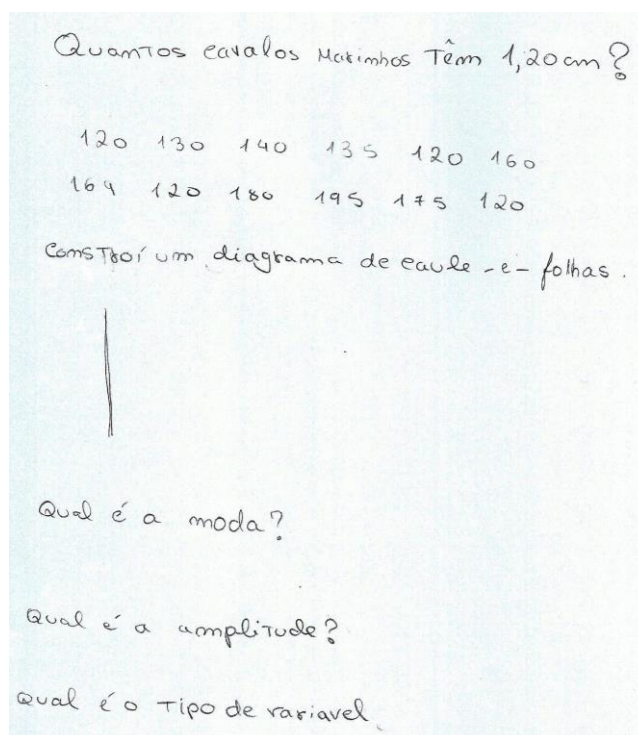 Quantos cavalos Marinhos Têm 1,20 cm?
120 130 140 135 120 160
164 120 180 195 175 120
Constroí um diagrama de caule-e-folhas.
Qual é a moda?
Qual é a amplitude?
Qual é o Tipo de variavel